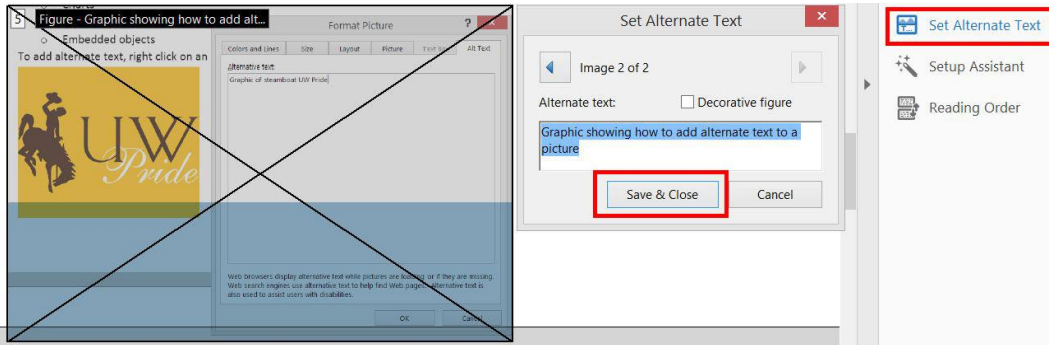 5
Figure - Graphic showing how to add alt...
Charts
Embedded objects
To add alternate text, right click on an
UW
Pride
Format Picture
?
Colors and Lines
Size
Layout
Picture
Text Box
Alt Text
Alternative text:
Graphic of steamboat UW Pride
Web browsers display alternative text while pictures are loading or if they are missing.
Web search engines use alternative text to help find Web pages. Alternative text is
also used to assist users with disabilities.
OK
Cancel
Set Alternate Text
Image 2 of 2
Alternate text:
Decorative figure
Graphic showing how to add alternate text to a
picture
Save & Close
Cancel
Set Alternate Text
Setup Assistant
Reading Order